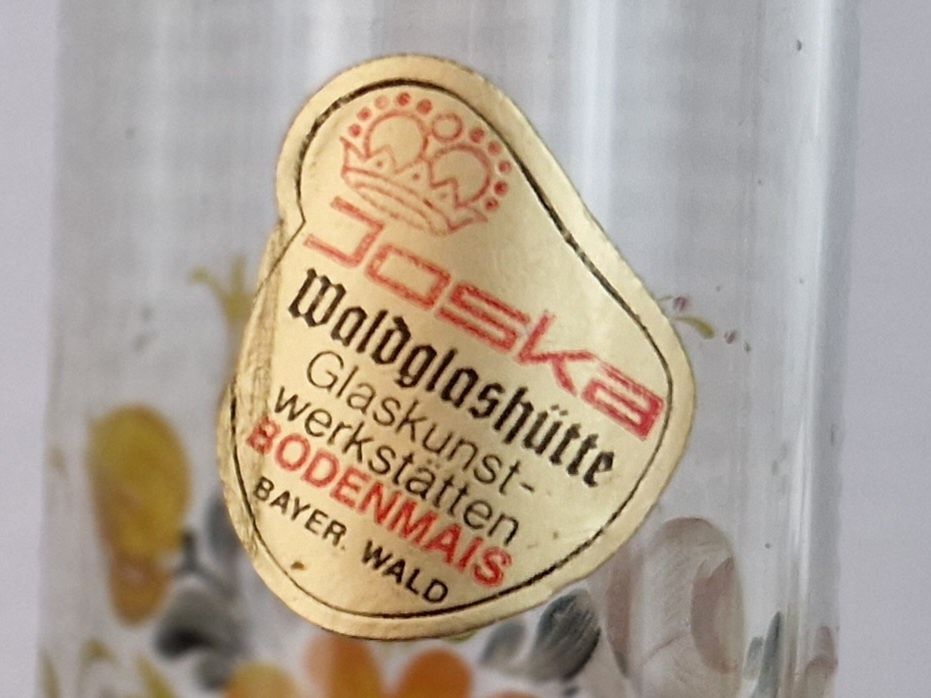 Joska
Waldglashütte
Glaskunst-
werkstätten
BODENMAIS
BAYER. WALD